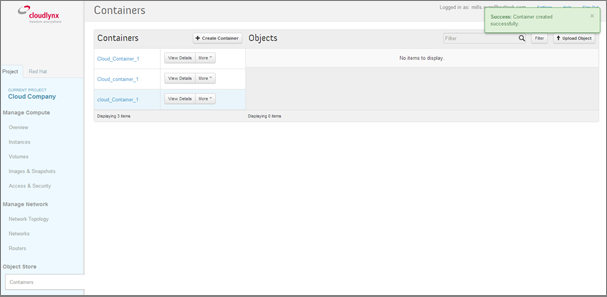 cloudlynx
Containers
Logged in as:
Success: Container created
successfully.
×
Containers
+ Create Container
Objects
Filter
Filter
Upload Object
Cloud_Container_1
View Details
More
No items to display
Cloud_container_1
View Details
More
cloud_Container_1
View Details
More
Displaying 3 items
Displaying 0 items
Project
Red Hat
CURRENT PROJECT
Cloud Company
Manage Compute
Overview
Instances
Volumes
Images & Snapshots
Access & Security
Manage Network
Network Topology
Networks
Routers
Object Store
Containers